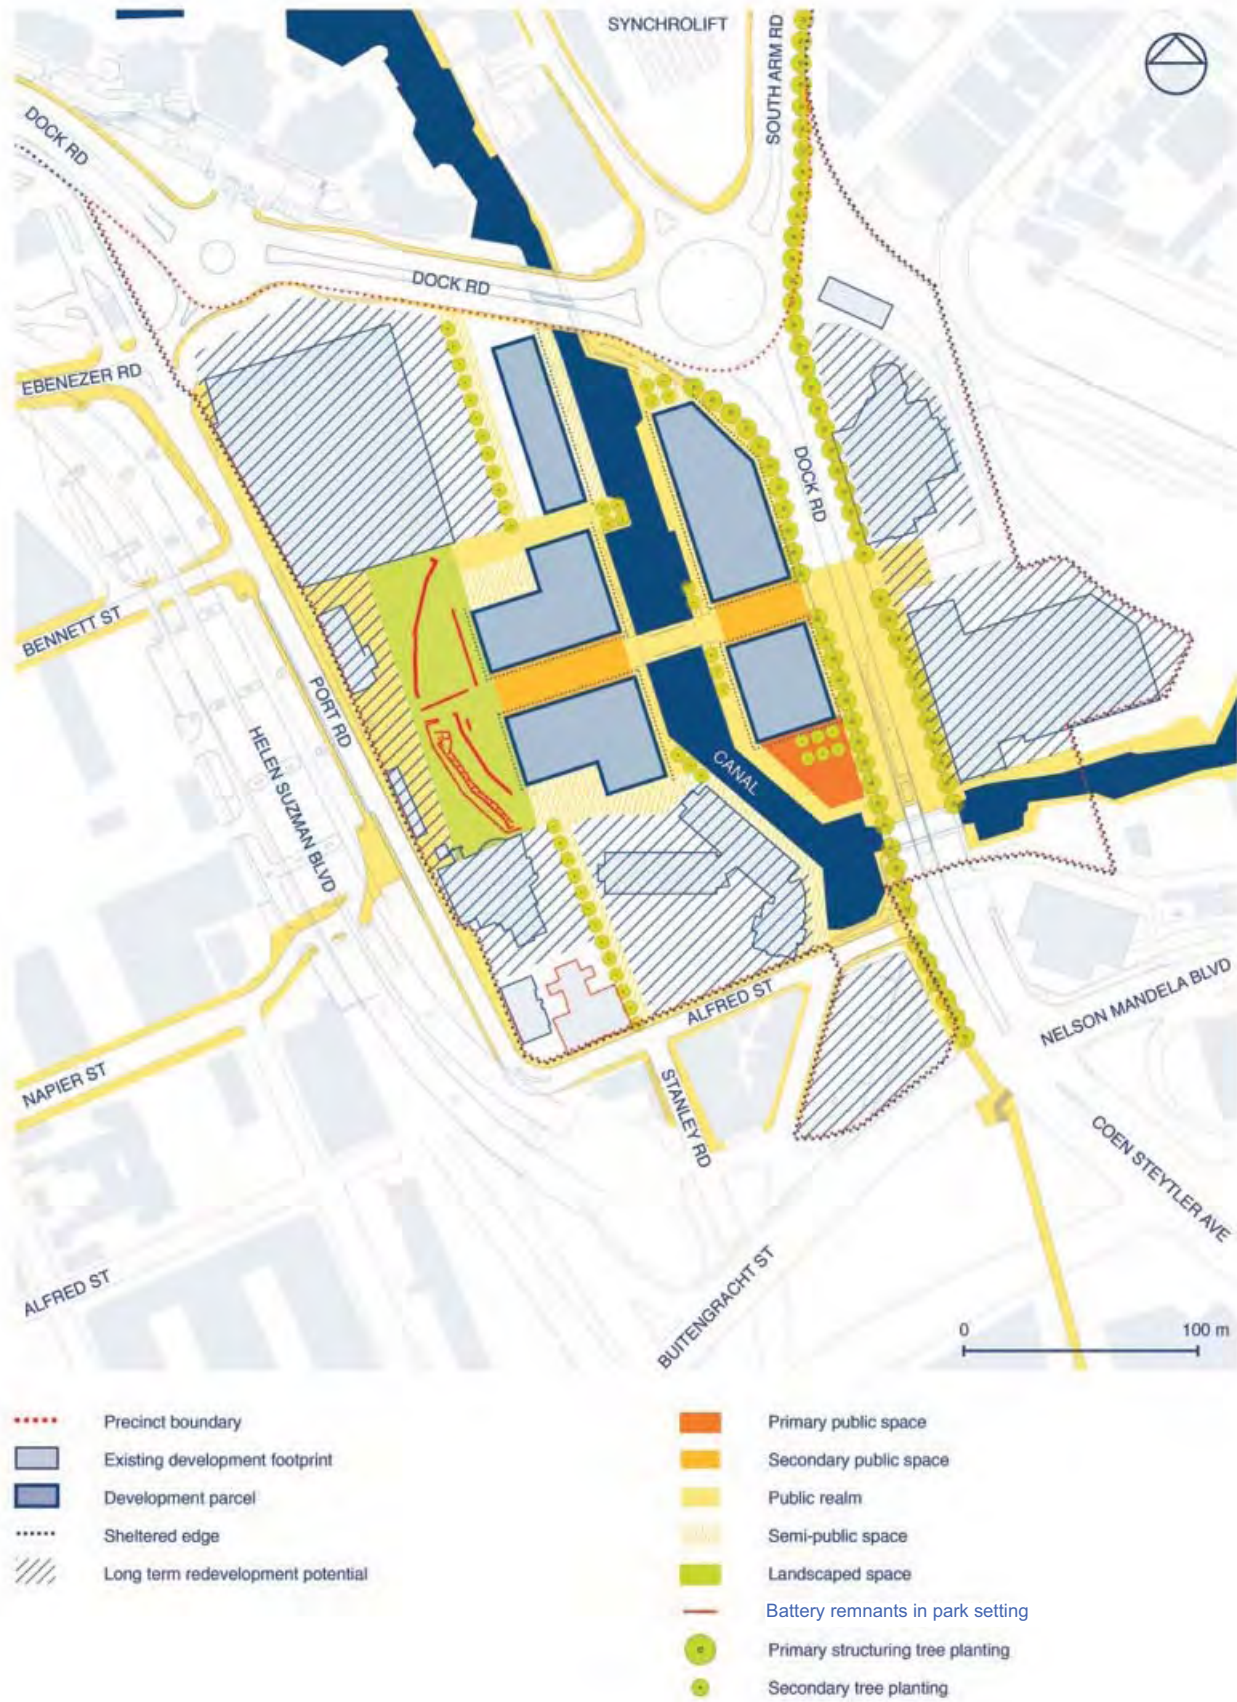 SYNCHROLIFT
SOUTH ARM RD
DOCK RD
DOCK RD
EBENEZER RD
DOCK RD
BENNETT ST
PORT RD
HELEN SUZMAN BLVD
CANAL
NAPIER ST
ALFRED ST
NELSON MANDELA BLVD
STANLEY RD
COEN STEYTLER AVE
ALFRED ST
BUITENGRACHT ST
0 100 m
Precinct boundary
Existing development footprint
Development parcel
Sheltered edge
Long term redevelopment potential
Primary public space
Secondary public space
Public realm
Semi-public space
Landscaped space
Battery remnants in park setting
Primary structuring tree planting
Secondary tree planting